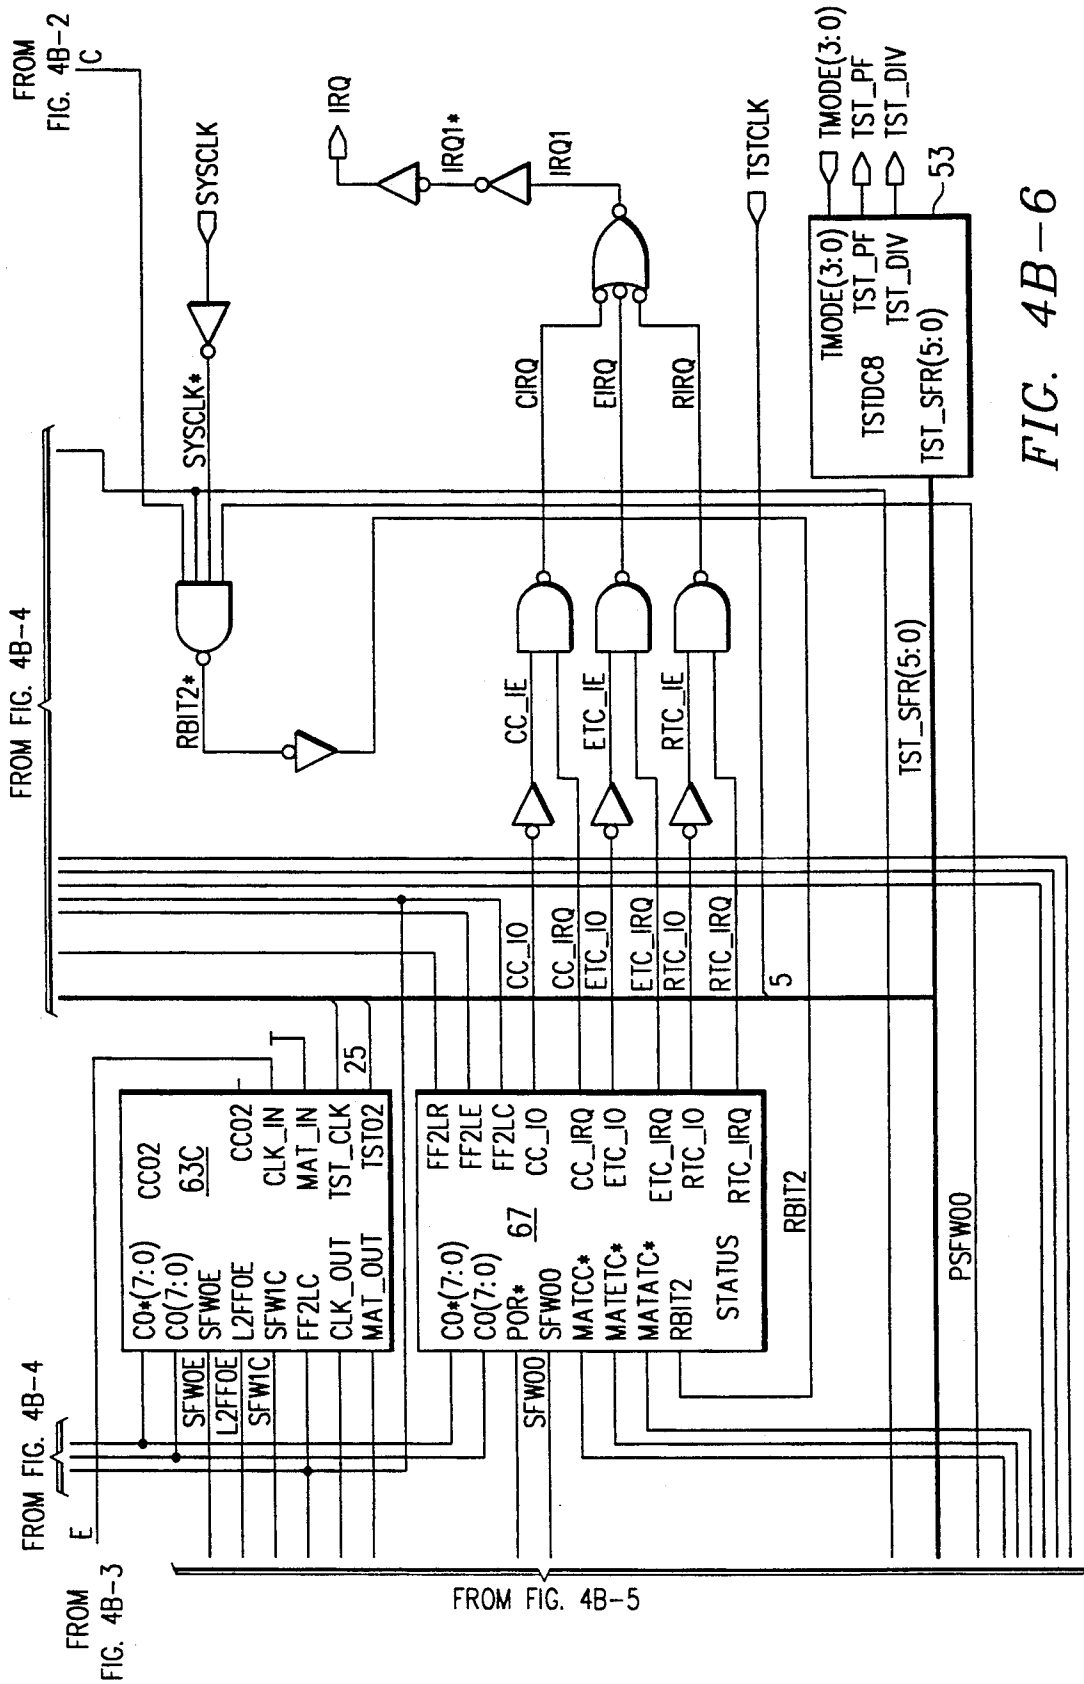 FROM
FIG. 4B-2
C
FROM FIG. 4B-4
SYSCLK
SYSCLK*
RBIT2*
IRQ
IRQ1*
IRQ1
CIRQ
EIRQ
RIRQ
CC_IE
ETC_IE
RTC_IE
CC_IO
CC_IRQ
ETC_IO
ETC_IRQ
RTC_IO
RTC_IRQ
TSTCLK
5
TMODE(3:0)
TST_PF
TST_DIV
TMODE(3:0)
TST_PF
TSTDC8
TST_DIV
TST_SFR(5:0)
53
TST_SFR(5:0)
25
CC02
63C
CC02
CLK_IN
MAT_IN
TST_CLK
TST02
CO*(7:0)
CO(7:0)
SFW0E
L2FF0E
SFW1C
FF2LC
CLK_OUT
MAT_OUT
SFW0E
L2FF0E
SFW1C
FF2LR
FF2LE
FF2LC
CC_IO
CC_IRQ
ETC_IO
ETC_IRQ
RTC_IO
RTC_IRQ
67
CO*(7:0)
CO(7:0)
POR*
SFW00
MATCC*
MATETC*
MATATC*
RBIT2
STATUS
SFW00
RBIT2
PSFW00
FROM FIG. 4B-4
E
FROM
FIG. 4B-3
FROM FIG. 4B-5
FIG. 4B-6